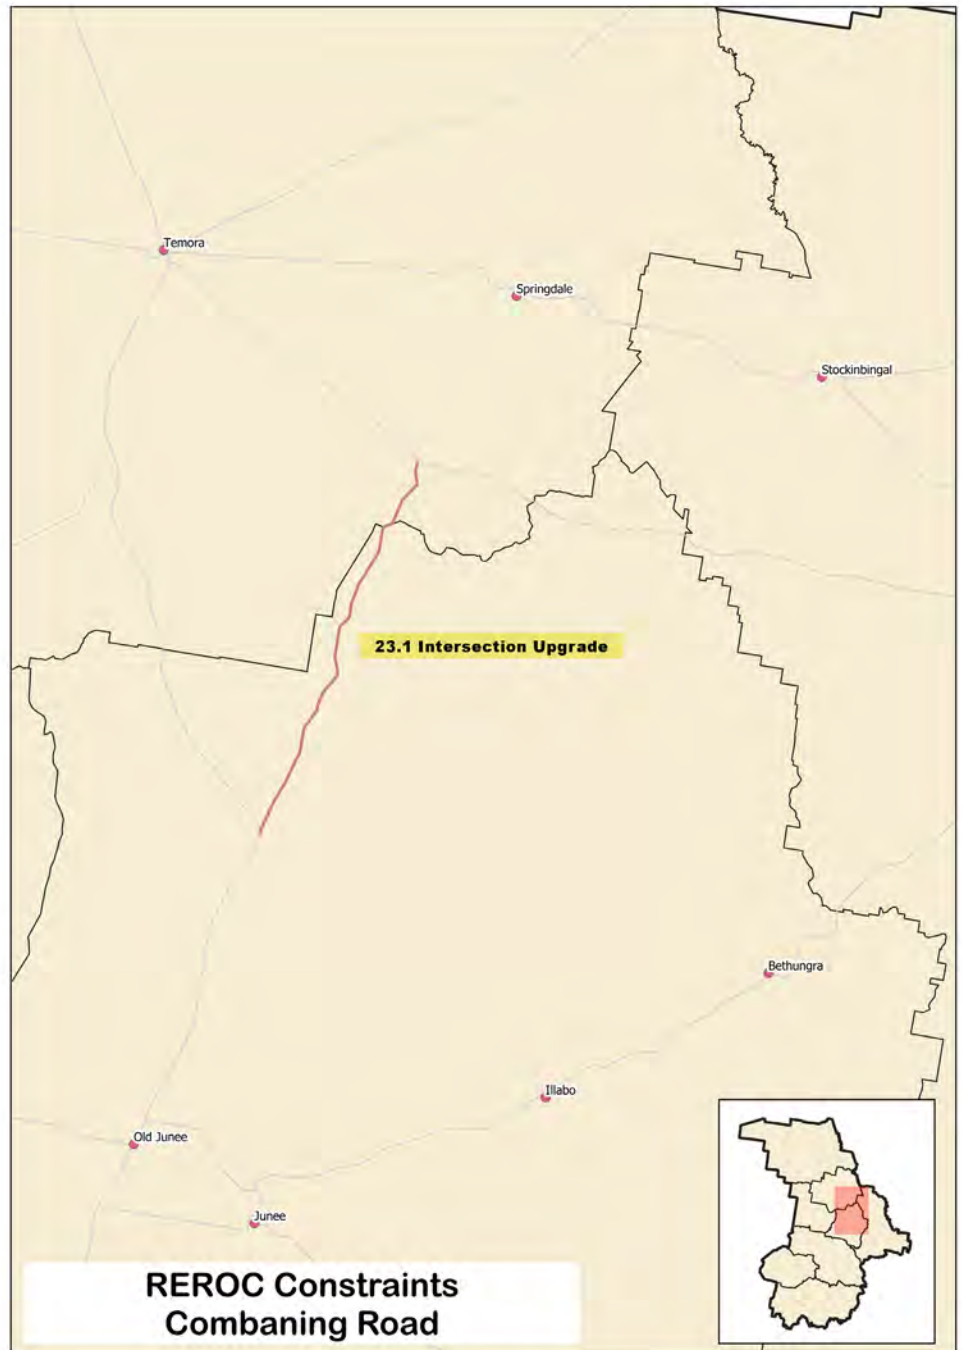 Temora
Springdale
Stockinbingal
23.1 Intersection Upgrade
Bethungra
Illabo
Old Junee
Junee
REROC Constraints
Combaning Road